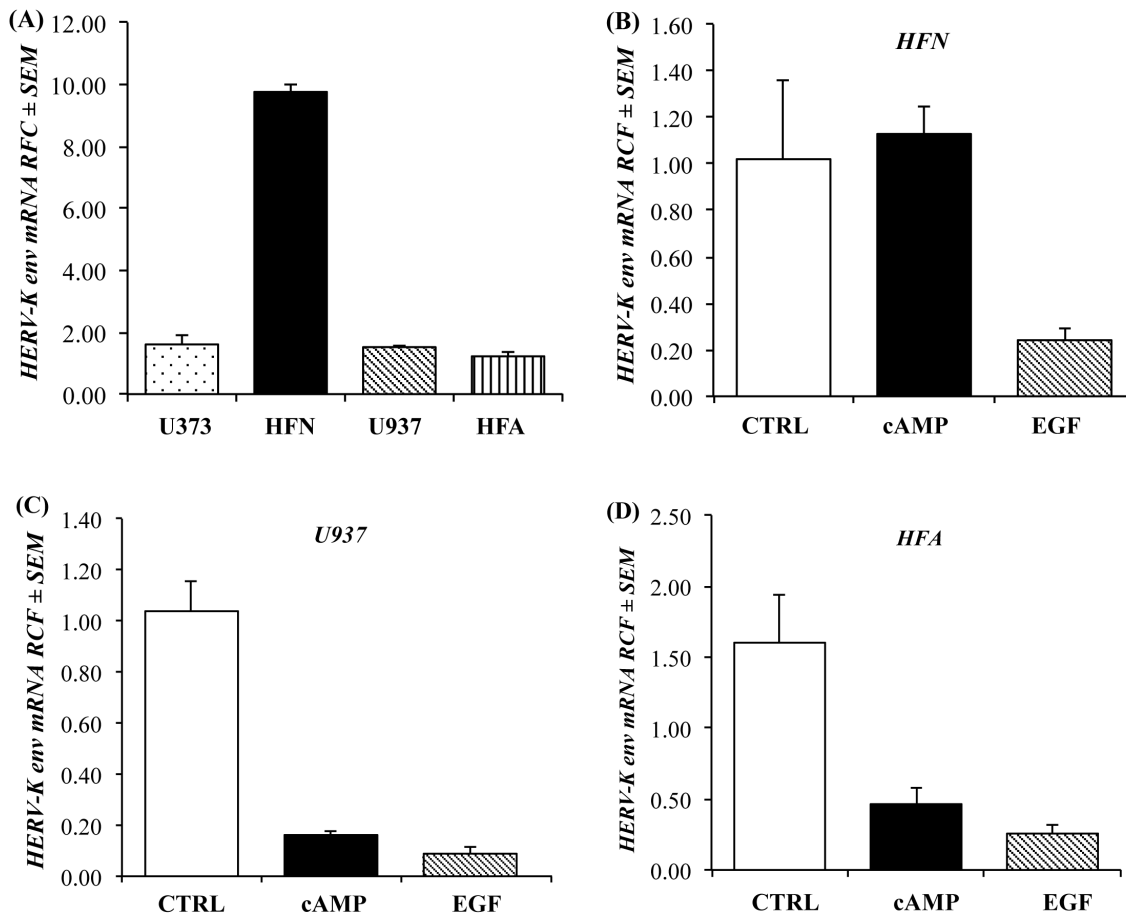 (A)
HERV-K env mRNA RFC ± SEM
12.00
10.00
8.00
6.00
4.00
2.00
0.00
U373 HFN U937 HFA
(B)
HFN
HERV-K env mRNA RCF ± SEM
1.60
1.40
1.20
1.00
0.80
0.60
0.40
0.20
0.00
CTRL cAMP EGF
(C)
U937
HERV-K env mRNA RCF ± SEM
1.40
1.20
1.00
0.80
0.60
0.40
0.20
0.00
CTRL cAMP EGF
(D)
HFA
HERV-K env mRNA RCF ± SEM
2.50
2.00
1.50
1.00
0.50
0.00
CTRL cAMP EGF